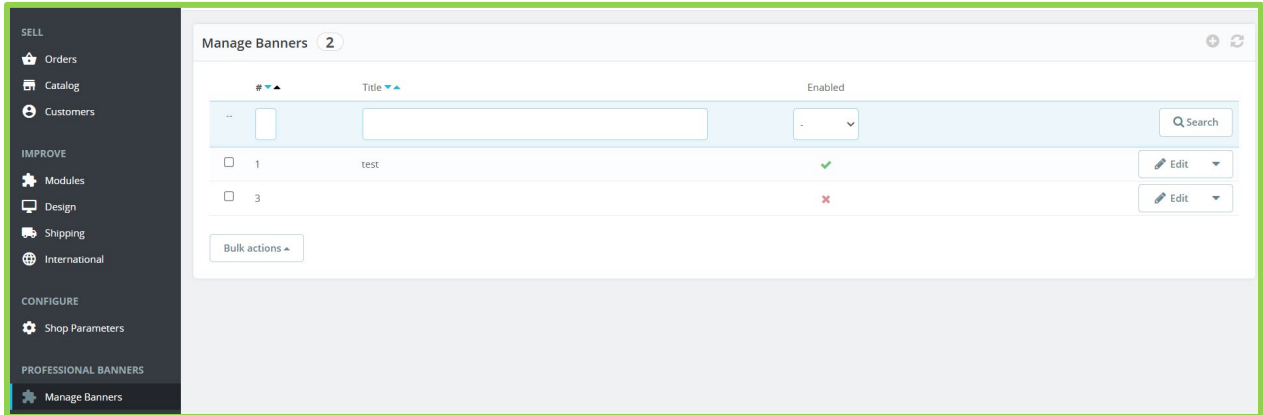 SELL
Orders
Catalog
Customers
IMPROVE
Modules
Design
Shipping
International
CONFIGURE
Shop Parameters
PROFESSIONAL BANNERS
Manage Banners
Manage Banners 2
# Title Enabled
-- - Search
1 test Edit
3 Edit
Bulk actions